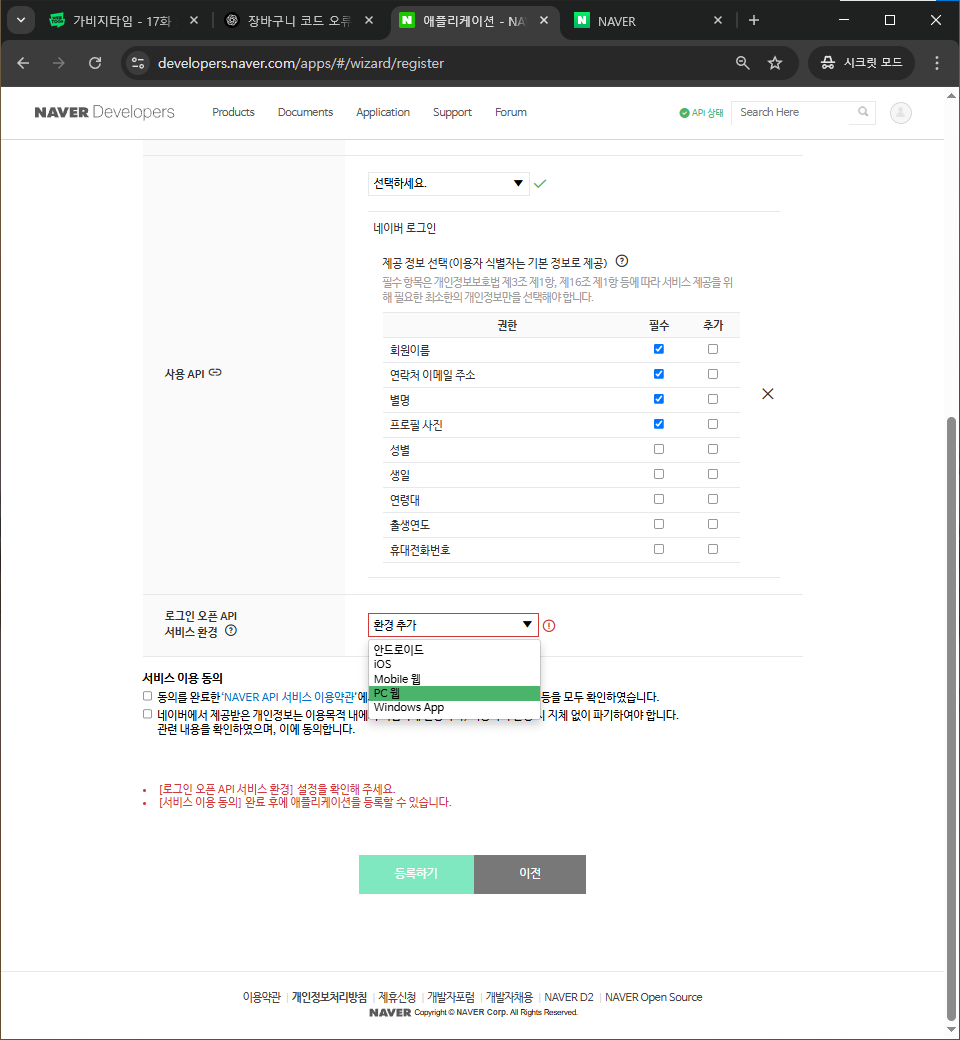 가비지타임 - 17화
장바구니 코드 오류
애플리케이션 - NA
NAVER
developers.naver.com/apps/#/wizard/register
시크릿 모드
NAVER Developers
Products
Documents
Application
Support
Forum
API 상태
Search Here
선택하세요.
네이버 로그인
제공 정보 선택(이용자 식별자는 기본 정보로 제공)
필수 항목은 개인정보보호법 제3조 제1항, 제16조 제1항 등에 따라 서비스 제공을 위
해 필요한 최소한의 개인정보만을 선택해야 합니다.
권한 필수 추가
회원이름
연락처 이메일 주소
별명
프로필 사진
성별
생일
연령대
출생연도
휴대전화번호
사용 API
로그인 오픈 API
서비스 환경
환경 추가
안드로이드
iOS
Mobile 웹
PC 웹
Windows App
서비스 이용 동의
동의를 완료한 'NAVER API 서비스 이용약관'에 등을 모두 확인하였습니다.
네이버에서 제공받은 개인정보는 이용목적 내에 시 지체 없이 파기하여야 합니다.
관련 내용을 확인하였으며, 이에 동의합니다.
[로그인 오픈 API 서비스 환경] 설정을 확인해 주세요.
[서비스 이용 동의] 완료 후에 애플리케이션을 등록할 수 있습니다.
등록하기
이전
이용약관 | 개인정보처리방침 | 제휴신청 | 개발자포럼 | 개발자채용 | NAVER D2 | NAVER Open Source
NAVER Copyright © NAVER Corp. All Rights Reserved.